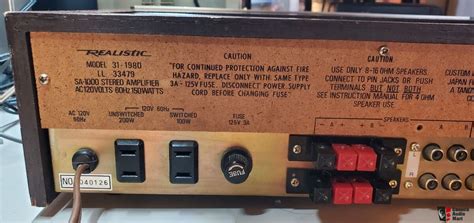 REALISTIC
MODEL 31-1980
LL. 33479
SA-1000 STEREO AMPLIFIER
AC 120VOLTS 60HZ/150WATTS
CAUTION
"FOR CONTINUED PROTECTION AGAINST FIRE
HAZARD, REPLACE ONLY WITH SAME TYPE
3A - 125V FUSE. DISCONNECT POWER SUPPLY
CORD BEFORE CHANGING FUSE"
CAUTION
USE ONLY 8-16 OHM SPEAKERS.
CONNECT TO PIN JACKS OR PUSH
TERMINALS BUT NOT BOTH.
SEE INSTRUCTION MANUAL FOR 4 OHM
SPEAKER USE.
CUSTOM
JAPAN
A TAND
AC 120V
60HZ
120V 60HZ
UNSWITCHED
200W
SWITCHED
100W
FUSE
125V 3A
SPEAKERS
A
B
L
R
FUSE
NO. 040126